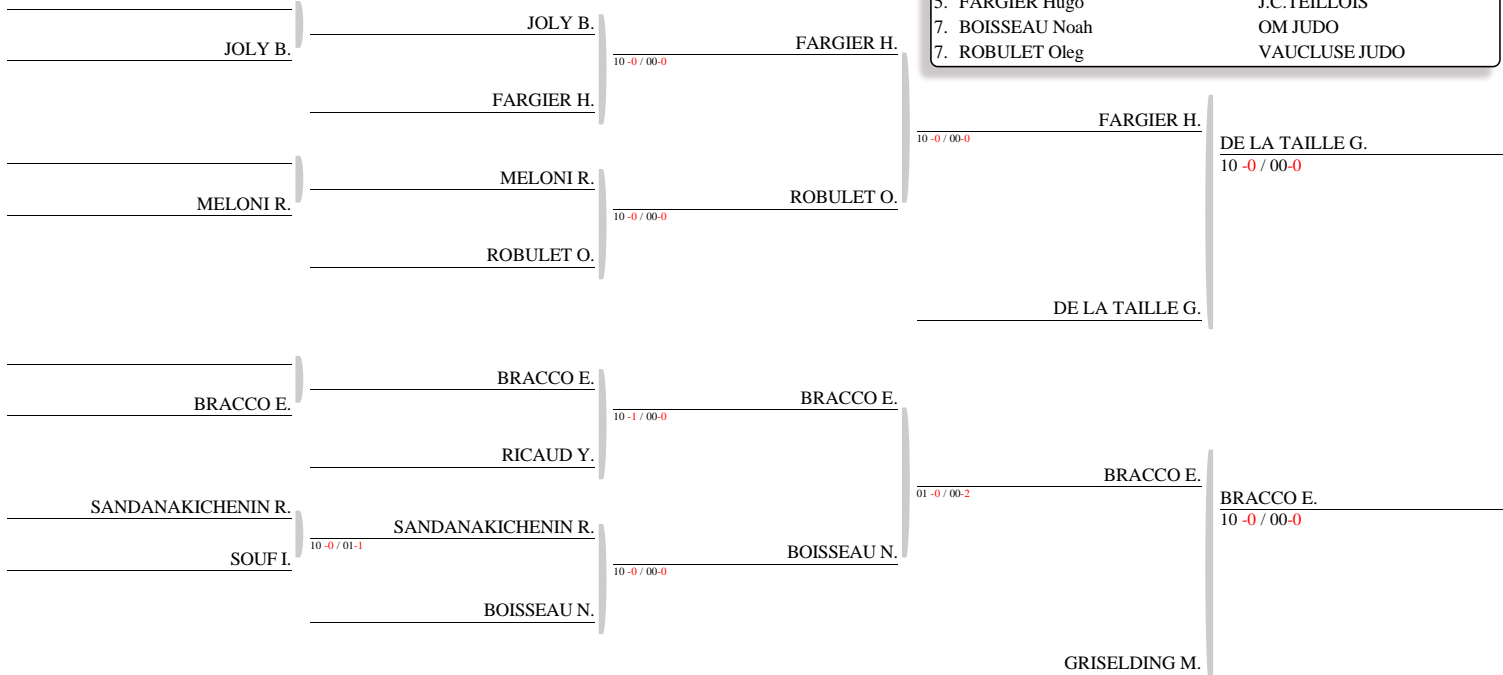 5. FARGIER Hugo J.C.TEILLOIS
7. BOISSEAU Noah OM JUDO
7. ROBULET Oleg VAUCLUSE JUDO
JOLY B.
JOLY B.
FARGIER H.
10 -0 / 00-0
FARGIER H.
FARGIER H.
10 -0 / 00-0
DE LA TAILLE G.
10 -0 / 00-0
MELONI R.
MELONI R.
ROBULET O.
10 -0 / 00-0
ROBULET O.
DE LA TAILLE G.
BRACCO E.
BRACCO E.
BRACCO E.
10 -1 / 00-0
RICAUD Y.
BRACCO E.
01 -0 / 00-2
BRACCO E.
10 -0 / 00-0
SANDANAKICHENIN R.
SANDANAKICHENIN R.
10 -0 / 01-1
SOUF I.
BOISSEAU N.
10 -0 / 00-0
BOISSEAU N.
GRISELDING M.